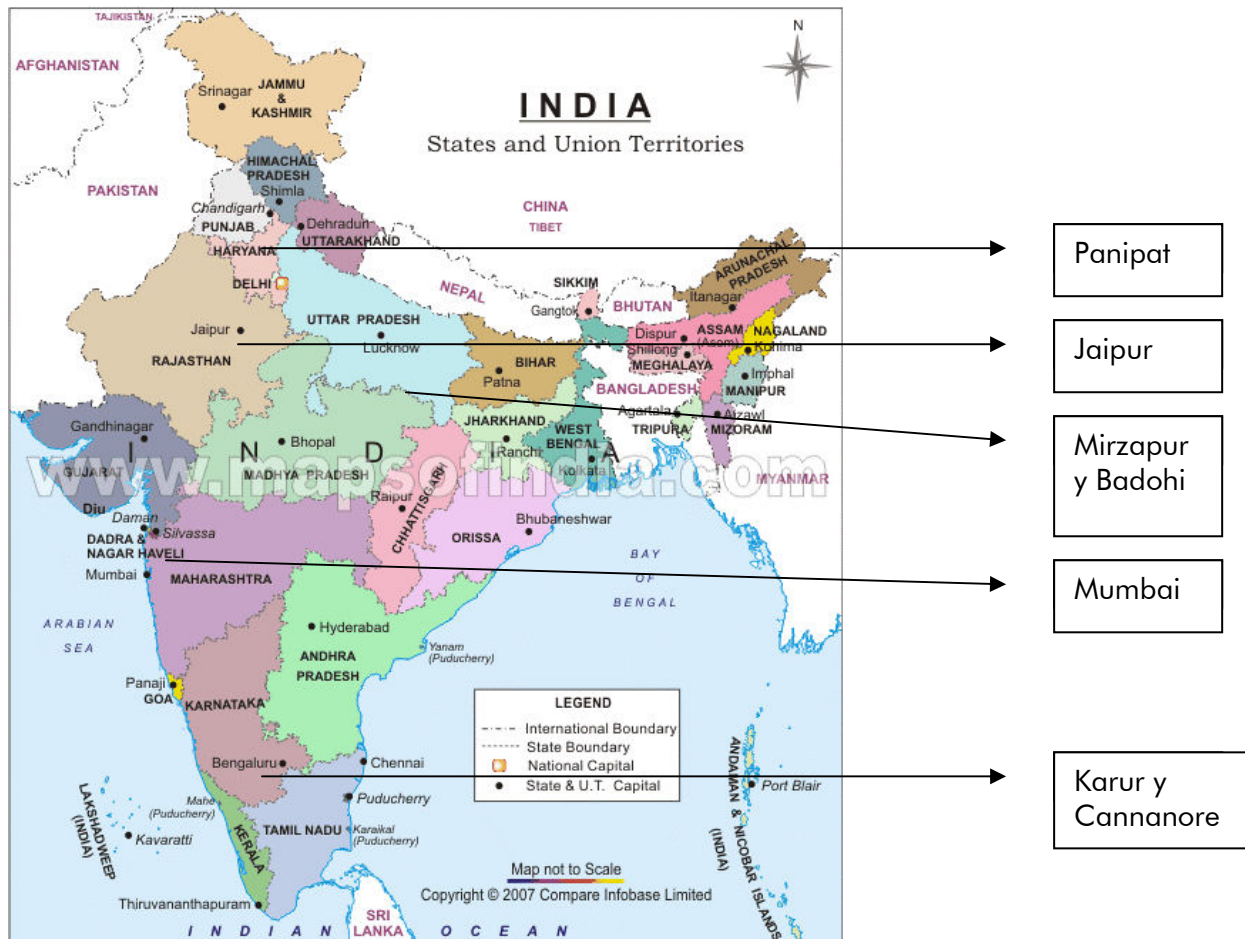 TAJIKISTAN
AFGHANISTAN
N
INDIA
States and Union Territories
JAMMU
&
KASHMIR
Srinagar
HIMACHAL
PRADESH
Shimla
PAKISTAN
Chandigarh
PUNJAB
Dehradun
UTTARAKHAND
CHINA
TIBET
HARYANA
DELHI
NEPAL
SIKKIM
Gangtok
BHUTAN
ARUNACHAL
PRADESH
Itanagar
UTTAR PRADESH
Lucknow
Jaipur
RAJASTHAN
BIHAR
Patna
Dispur
ASSAM
(Asom)
NAGALAND
Kohima
Shillong
MEGHALAYA
Imphal
MANIPUR
BANGLADESH
Agartala
TRIPURA
Aizawl
MIZORAM
JHARKHAND
Ranchi
WEST
BENGAL
Kolkata
Gandhinagar
GUJARAT
I N D I A
Bhopal
MADHYA PRADESH
www.mapsofindia.com
MYANMAR
Raipur
CHHATTISGARH
Bhubaneshwar
ORISSA
Diu
Daman
Silvassa
DADRA &
NAGAR HAVELI
Mumbai
MAHARASHTRA
BAY
OF
BENGAL
ARABIAN
SEA
Hyderabad
ANDHRA
PRADESH
Yanam
(Puducherry)
Panaji
GOA
KARNATAKA
Bengaluru
Chennai
LEGEND
International Boundary
State Boundary
National Capital
State & U.T. Capital
Mahe
(Puducherry)
Puducherry
KERALA
TAMIL NADU
Karaikal
(Puducherry)
LAKSHADWEEP
(INDIA)
Kavaratti
Thiruvananthapuram
ANDAMAN & NICOBAR ISLANDS
(INDIA)
Port Blair
Map not to Scale
Copyright © 2007 Compare Infobase Limited
SRI
LANKA
INDIAN OCEAN
Panipat
Jaipur
Mirzapur
y Badohi
Mumbai
Karur y
Cannanore